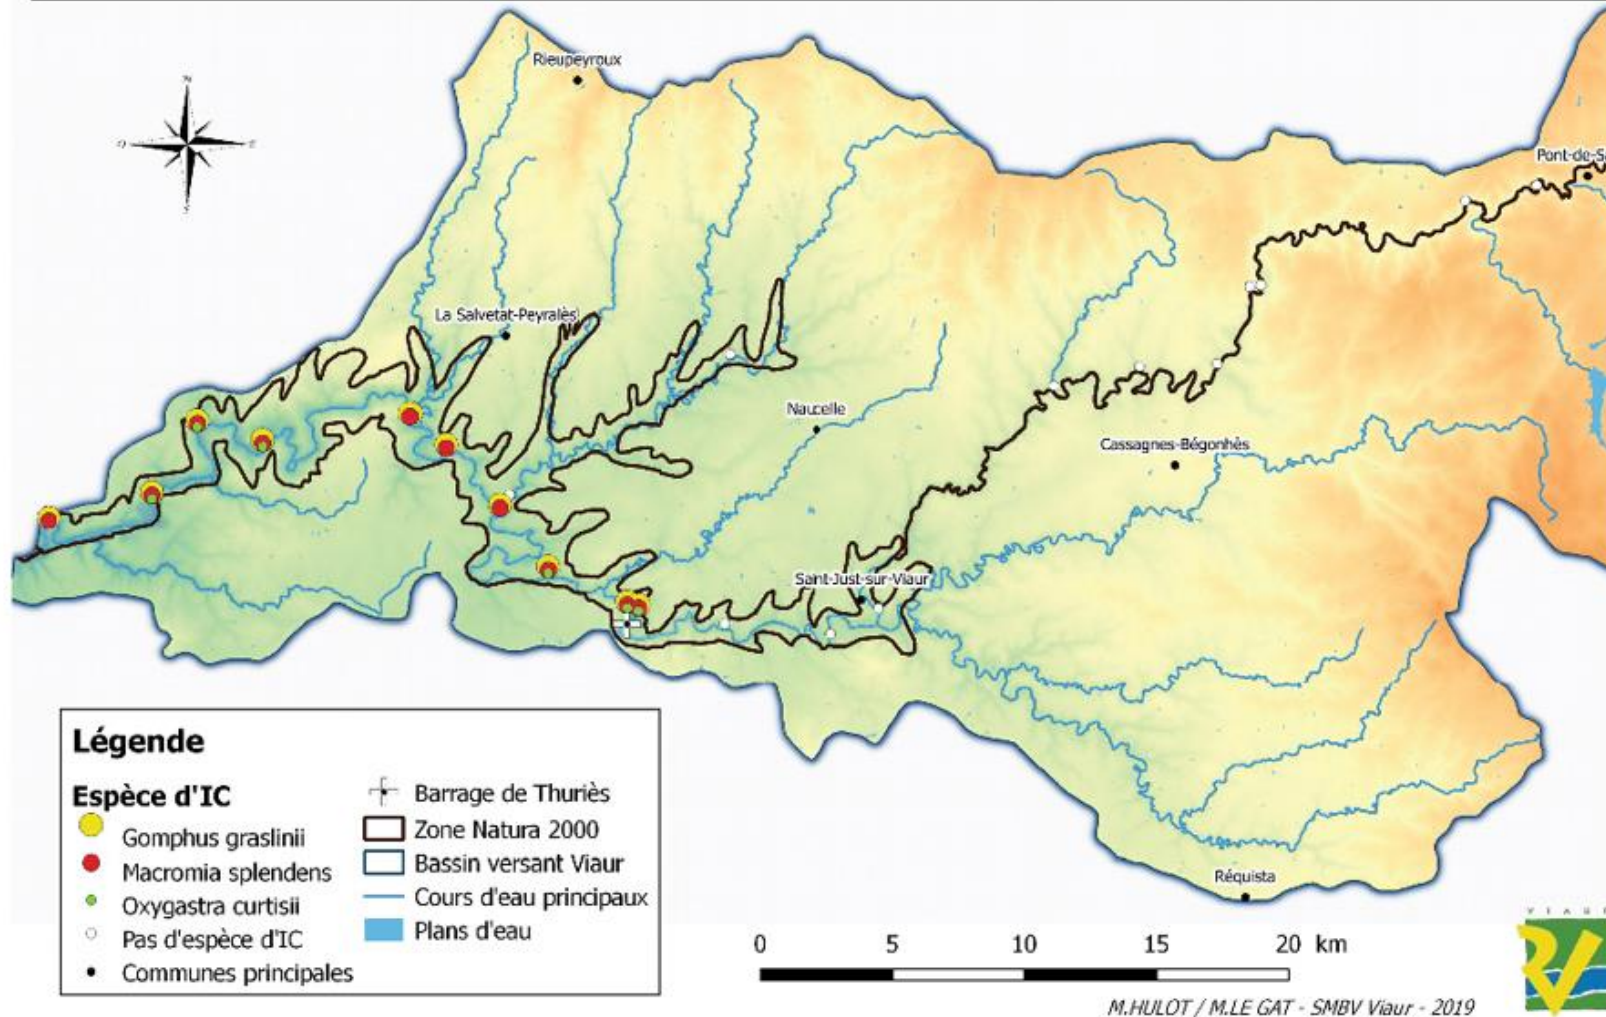 N
Rieupeyroux
O
E
S
Pont-de-Sa
La Salvetat-Peyralès
Naucelle
Cassagnes-Bégonhès
Saint-Just-sur-Viaur
Légende
Espèce d'IC
Gomphus graslinii
Macromia splendens
Oxygastra curtisii
Pas d'espèce d'IC
Communes principales
Barrage de Thuriès
Zone Natura 2000
Bassin versant Viaur
Cours d'eau principaux
Plans d'eau
Réquista
0 5 10 15 20 km
V I A U
M.HULOT / M.LE GAT - SMBV Viaur - 2019